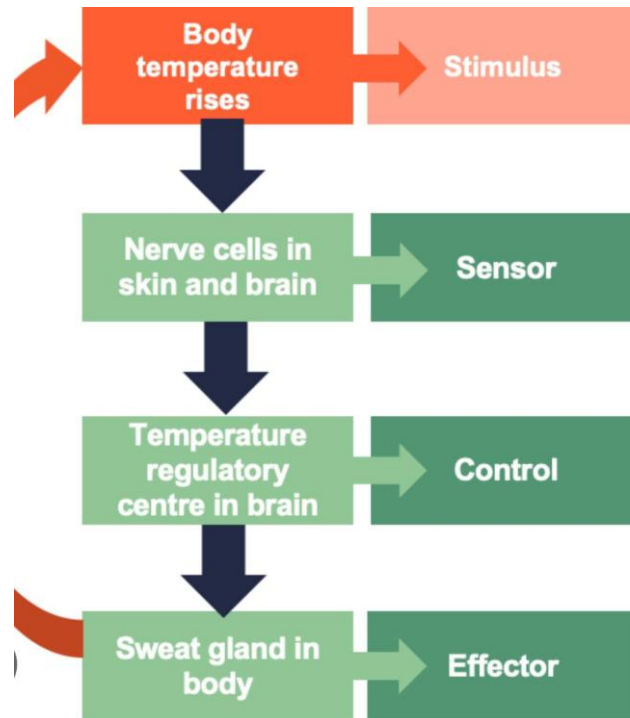 Body
temperature
rises
Stimulus
Nerve cells in
skin and brain
Sensor
Temperature
regulatory
centre in brain
Control
Sweat gland in
body
Effector